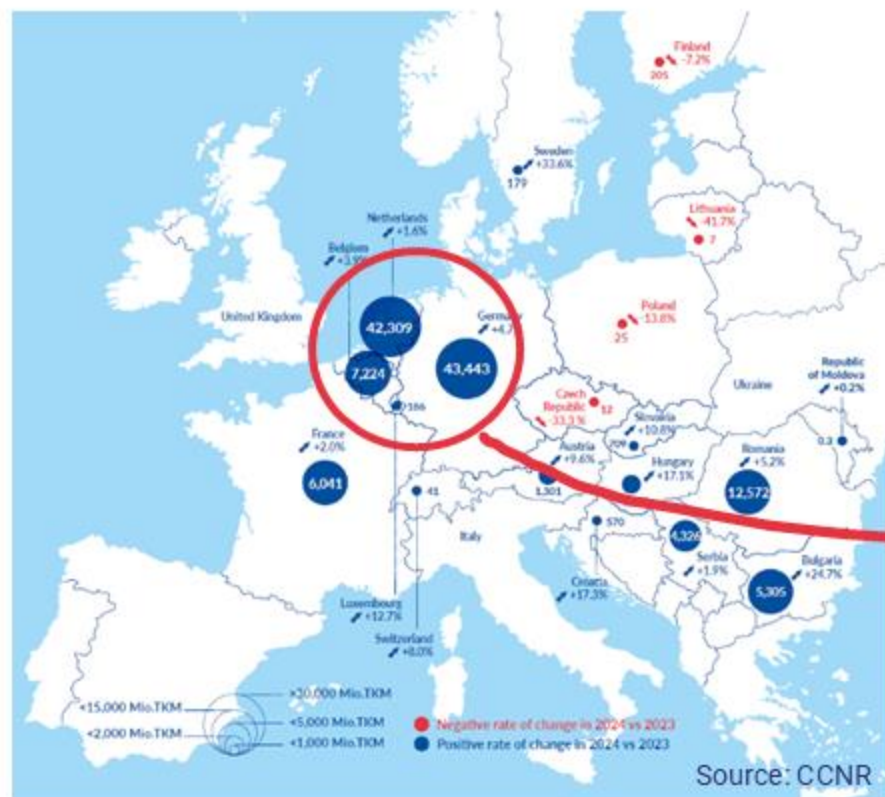 Finland
-7.2%
205
Sweden
+33.6%
179
Lithuania
-41.7%
7
Netherlands
+1.6%
Belgium
+3.9%
United Kingdom
42,309
Germany
+4.7
7,224
43,443
186
Poland
-13.8%
25
Czech
Republic
-33.3 %
12
Ukraine
Republic
of Moldova
+0.2%
0.3
Slovakia
+10.8%
709
France
+2.0%
6,041
Austria
+9.6%
1,301
Hungary
+17.1%
Romania
+5.2%
12,572
41
Italy
570
4,326
Serbia
+1.9%
Bulgaria
+24.7%
5,305
Croatia
+17.3%
Luxembourg
+12.7%
Switzerland
+8.0%
<15,000 Mio.TKM
<2,000 Mio.TKM
>30,000 Mio.TKM
<5,000 Mio.TKM
<1,000 Mio.TKM
Negative rate of change in 2024 vs 2023
Positive rate of change in 2024 vs 2023
Source: CCNR